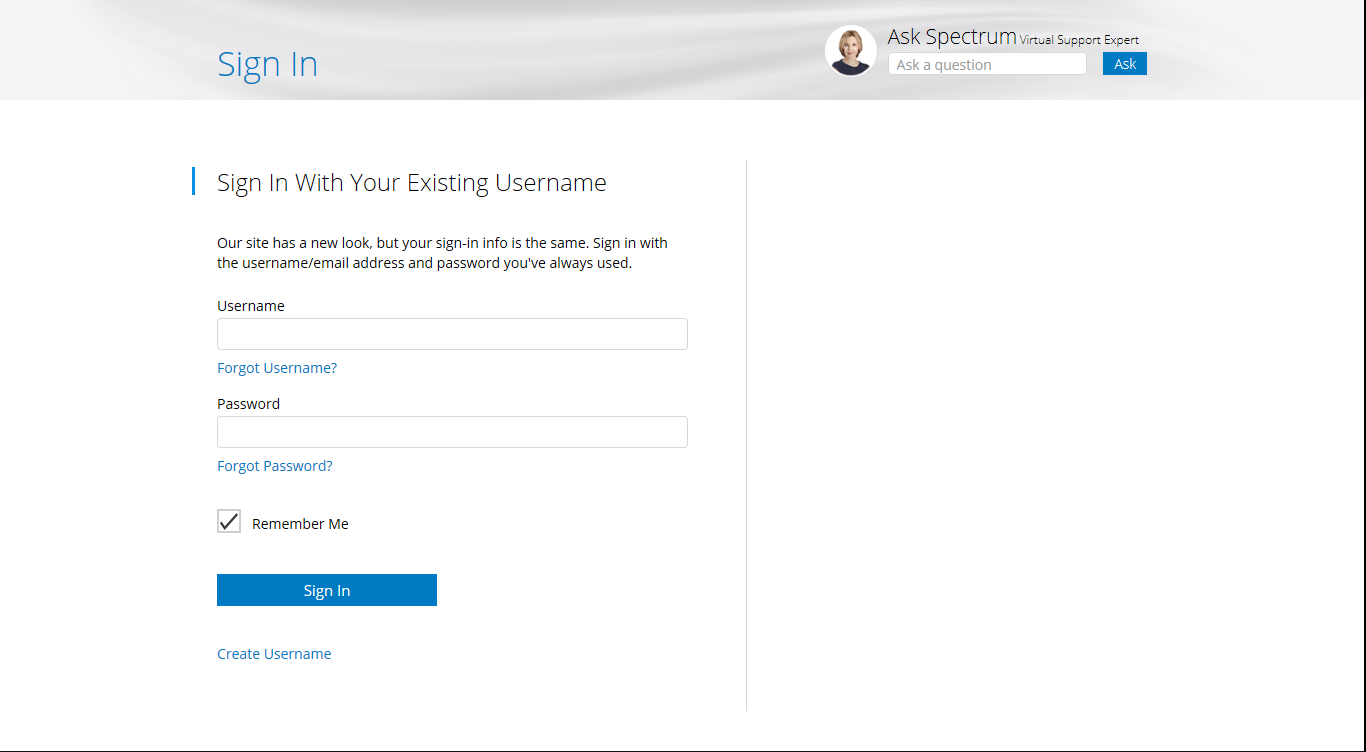 Sign In
Ask Spectrum Virtual Support Expert
Ask a question
Ask
Sign In With Your Existing Username
Our site has a new look, but your sign-in info is the same. Sign in with
the username/email address and password you've always used.
Username
Forgot Username?
Password
Forgot Password?
Remember Me
Sign In
Create Username